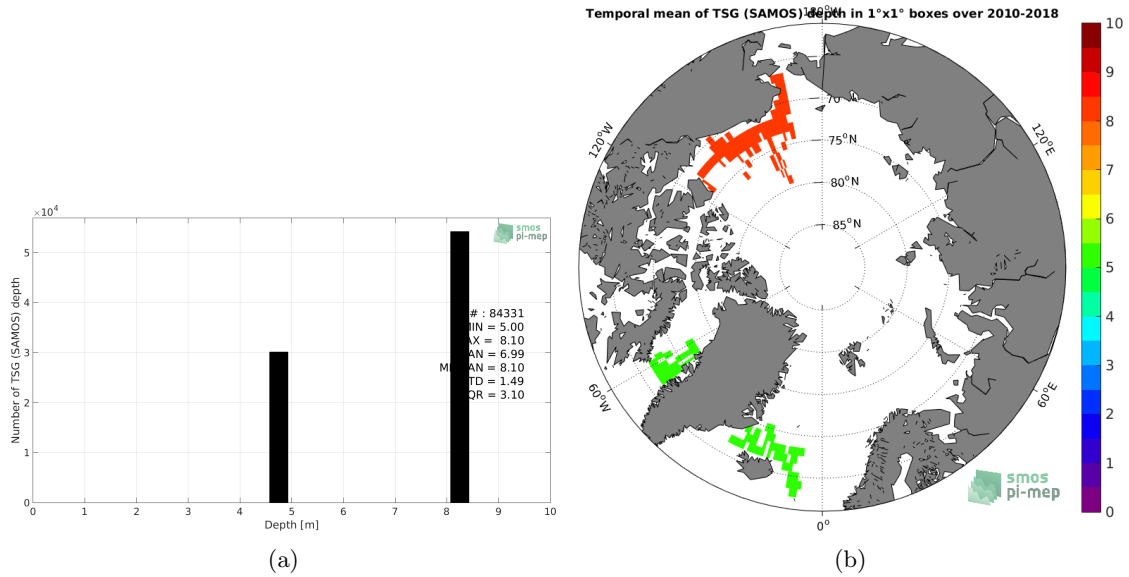 ×10⁴
5
4
3
2
1
0
Number of TSG (SAMOS) depth
smos
pi-mep
# : 84331
IN = 5.00
AX = 8.10
AN = 6.99
M AN = 8.10
TD = 1.49
QR = 3.10
0 1 2 3 4 5 6 7 8 9 10
Depth [m]
(a)
Temporal mean of TSG (SAMOS) depth in 1°x1° boxes over 2010-2018
180°W
120°W
120°E
70°N
75°N
80°N
85°N
60°W
60°E
0°
smos
pi-mep
10
9
8
7
6
5
4
3
2
1
0
(b)